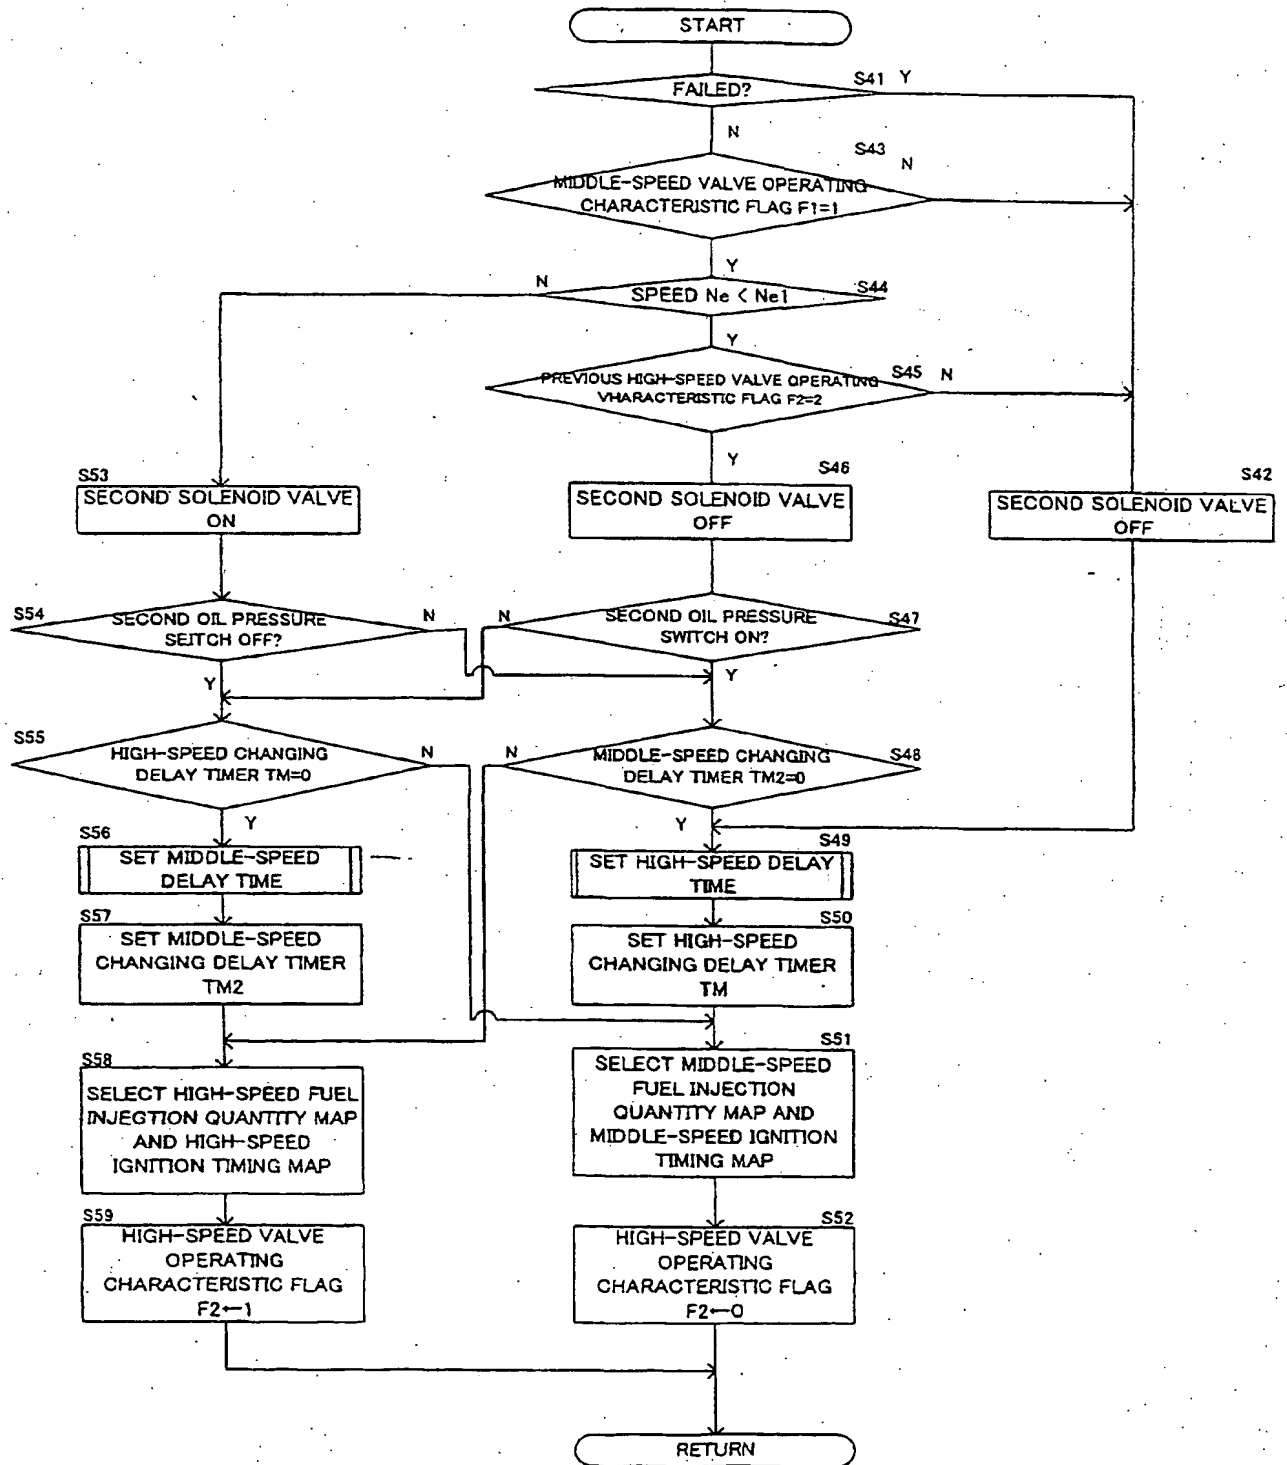 START
S41 Y
FAILED?
N
S43
N
MIDDLE-SPEED VALVE OPERATING
CHARACTERISTIC FLAG F1=1
Y
N
S44
SPEED Ne < Ne1
Y
S45 N
PREVIOUS HIGH-SPEED VALVE OPERATING
VHARACTERISTIC FLAG F2=2
Y
S53
SECOND SOLENOID VALVE
ON
S46
SECOND SOLENOID VALVE
OFF
S42
SECOND SOLENOID VALVE
OFF
S54
SECOND OIL PRESSURE
SEITCH OFF?
N
Y
N
SECOND OIL PRESSURE
SWITCH ON?
S47
Y
S55
HIGH-SPEED CHANGING
DELAY TIMER TM=0
N
Y
N
MIDDLE-SPEED CHANGING
DELAY TIMER TM2=0
S48
Y
S56
SET MIDDLE-SPEED
DELAY TIME
S49
SET HIGH-SPEED DELAY
TIME
S57
SET MIDDLE-SPEED
CHANGING DELAY TIMER
TM2
S50
SET HIGH-SPEED
CHANGING DELAY TIMER
TM
S58
SELECT HIGH-SPEED FUEL
INJEGTION QUANTITY MAP
AND HIGH-SPEED
IGNITION TIMING MAP
S51
SELECT MIDDLE-SPEED
FUEL INJECTION
QUANTITY MAP AND
MIDDLE-SPEED IGNITION
TIMING MAP
S59
HIGH-SPEED VALVE
OPERATING
CHARACTERISTIC FLAG
F2←1
S52
HIGH-SPEED VALVE
OPERATING
CHARACTERISTIC FLAG
F2←0
RETURN